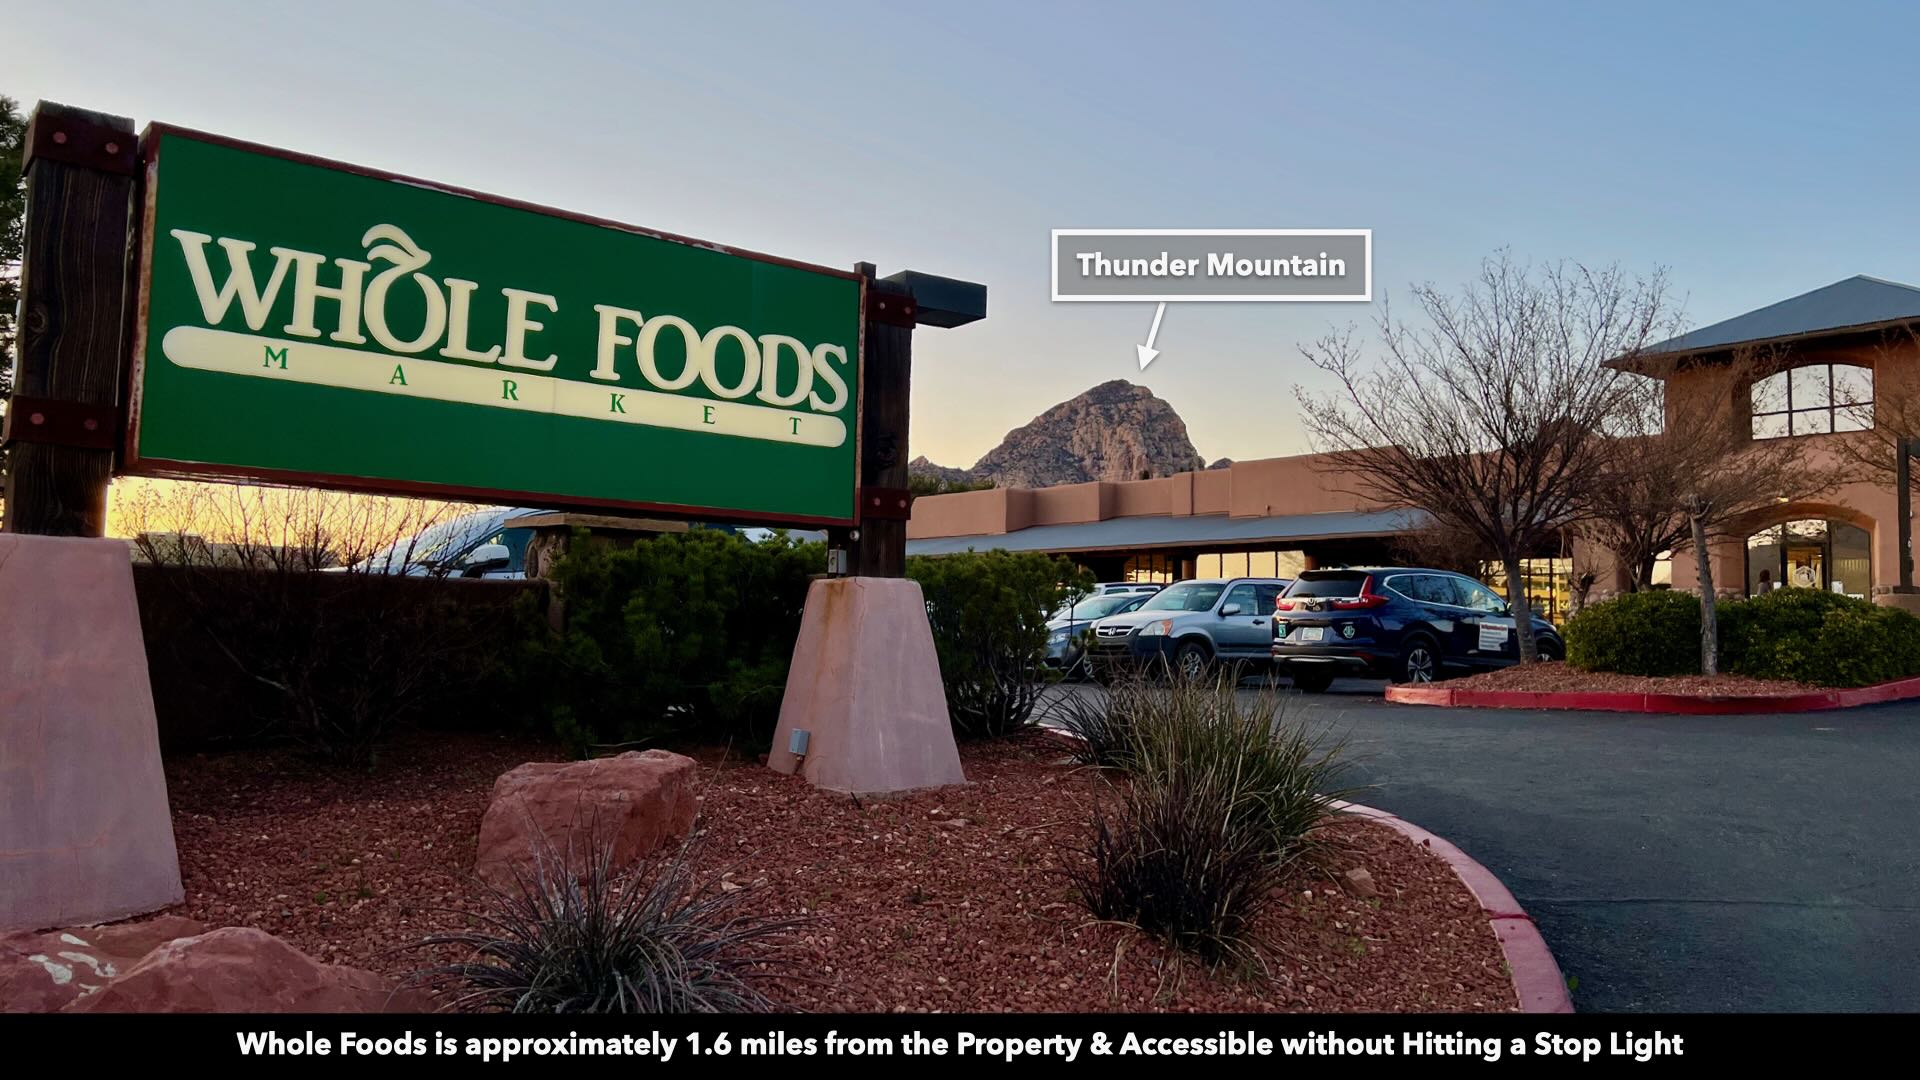 WHOLE FOODS
MARKET
Thunder Mountain
Whole Foods is approximately 1.6 miles from the Property & Accessible without Hitting a Stop Light